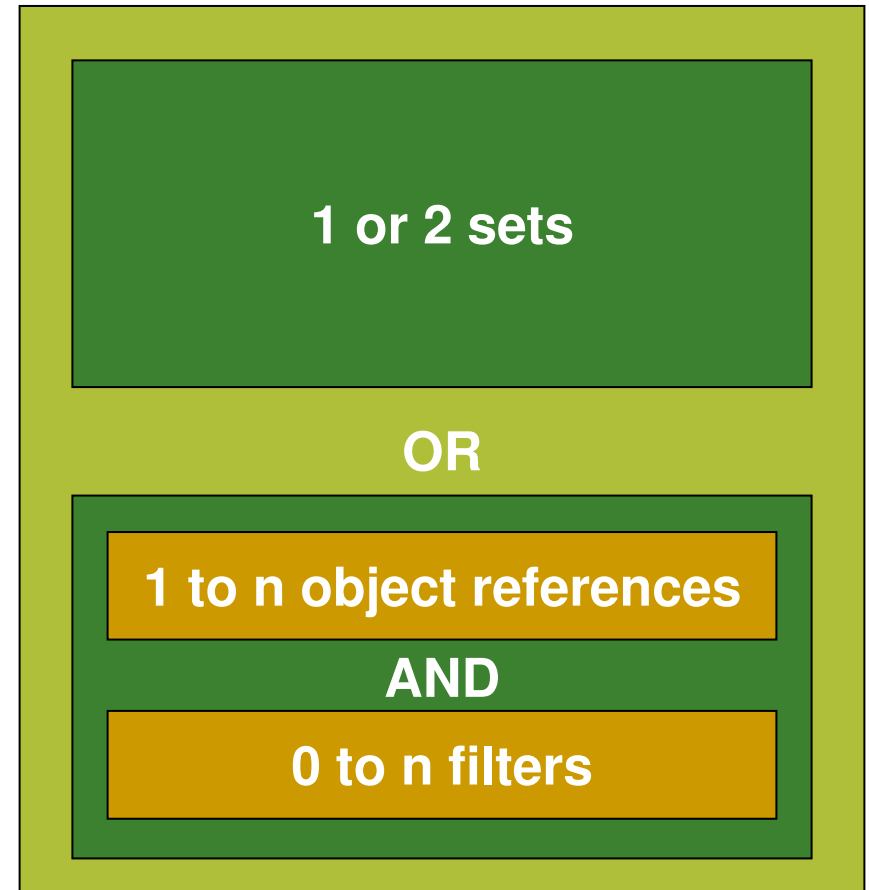 1 or 2 sets
OR
1 to n object references
AND
0 to n filters